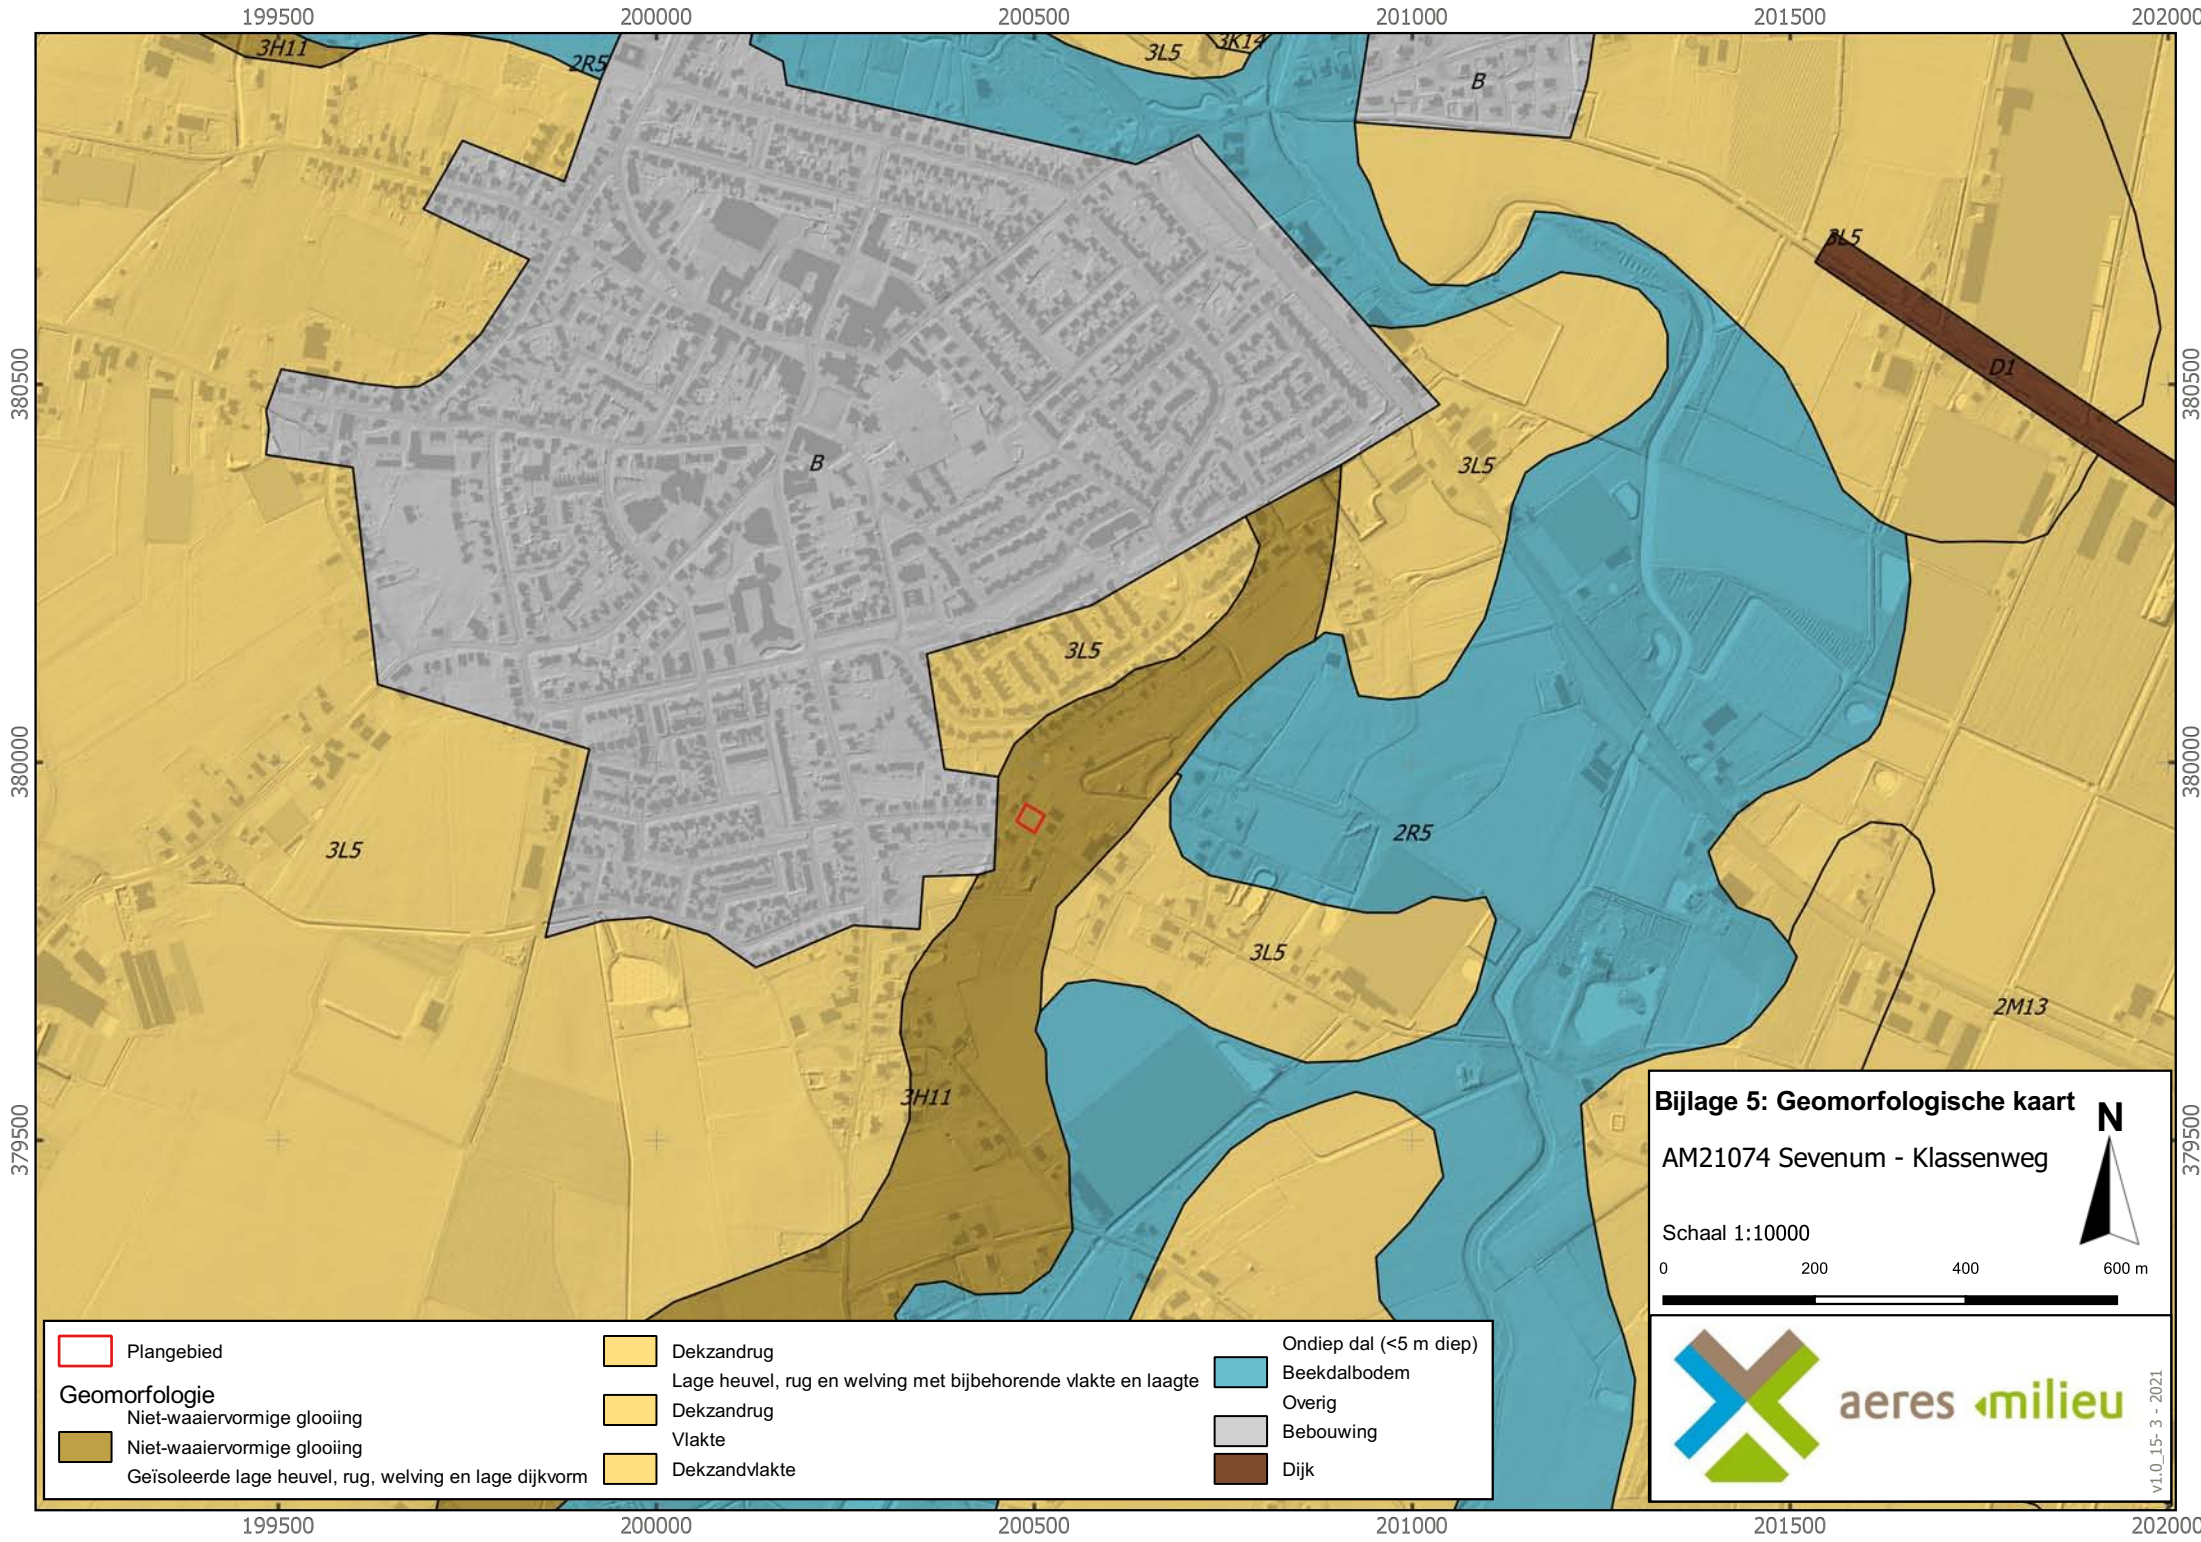 199500 200000 200500 201000 201500 202000
3H11
2R5
3L5
3K14
B
3L5
380500
380500
D1
B
3L5
3L5
380000
380000
2R5
3L5
3L5
2M13
3H11
379500
379500
Bijlage 5: Geomorfologische kaart
N
AM21074 Sevenum - Klassenweg
Schaal 1:10000
0 200 400 600 m
Plangebied
Geomorfologie
Niet-waaiervormige glooiing
Niet-waaiervormige glooiing
Geïsoleerde lage heuvel, rug, welving en lage dijkvorm
Dekzandrug
Lage heuvel, rug en welving met bijbehorende vlakte en laagte
Dekzandrug
Vlakte
Dekzandvlakte
Ondiep dal (<5 m diep)
Beekdalbodem
Overig
Bebouwing
Dijk
aeres milieu
v1.0_15- 3 - 2021
199500 200000 200500 201000 201500 202000